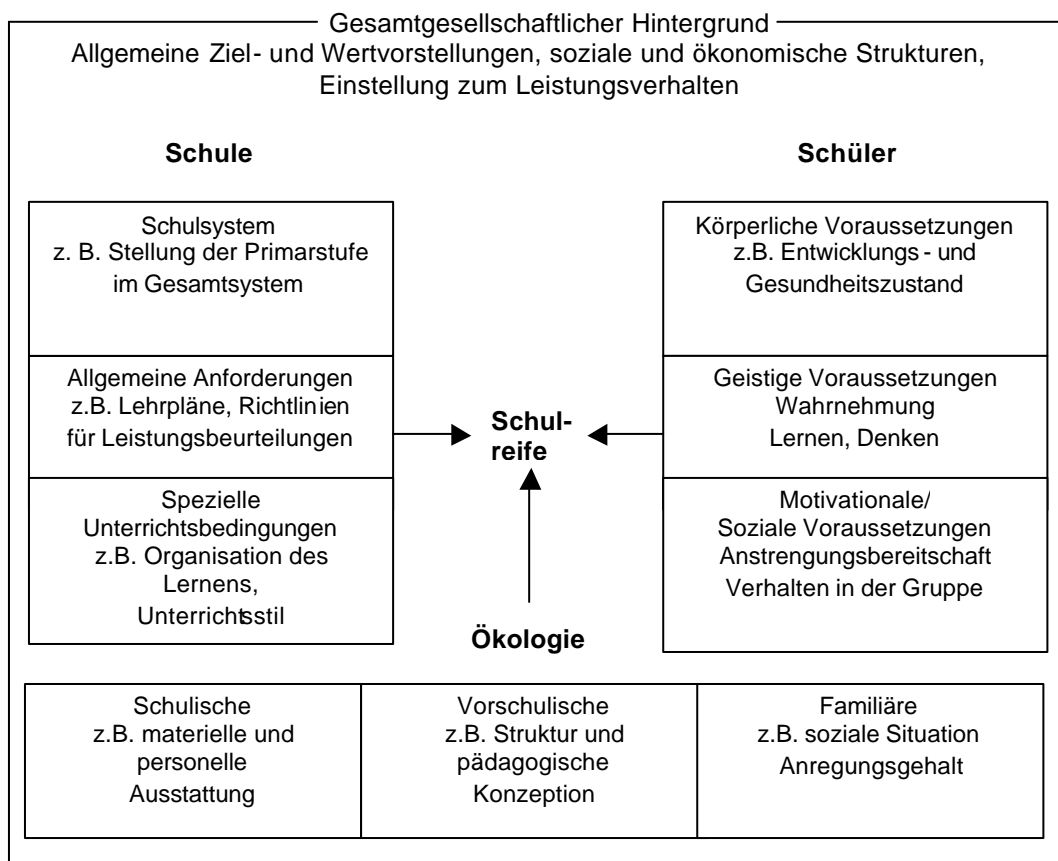 Gesamtgesellschaftlicher Hintergrund
Allgemeine Ziel- und Wertvorstellungen, soziale und ökonomische Strukturen,
Einstellung zum Leistungsverhalten
Schule
Schulsystem
z. B. Stellung der Primarstufe
im Gesamtsystem
Allgemeine Anforderungen
z.B. Lehrpläne, Richtlinien
für Leistungsbeurteilungen
Spezielle
Unterrichtsbedingungen
z.B. Organisation des
Lernens,
Unterrichtsstil
Schul-
reife
Schüler
Körperliche Voraussetzungen
z.B. Entwicklungs- und
Gesundheitszustand
Geistige Voraussetzungen
Wahrnehmung
Lernen, Denken
Motivationale/
Soziale Voraussetzungen
Anstrengungsbereitschaft
Verhalten in der Gruppe
Ökologie
Schulische
z.B. materielle und
personelle
Ausstattung
Vorschulische
z.B. Struktur und
pädagogische
Konzeption
Familiäre
z.B. soziale Situation
Anregungsgehalt